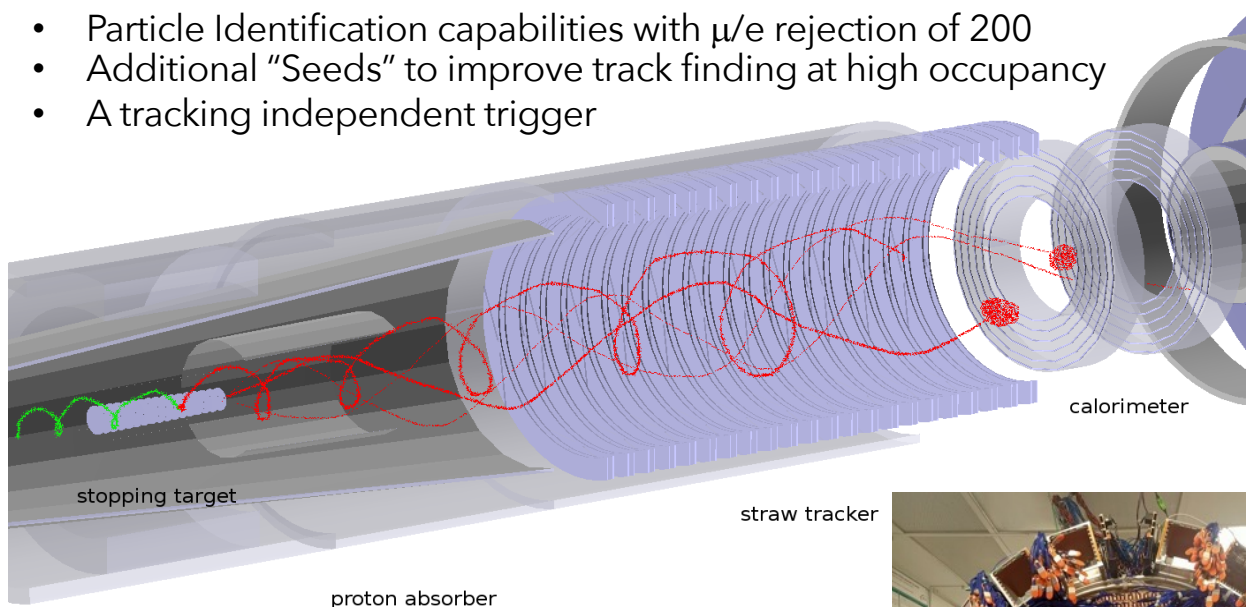 • Particle Identification capabilities with μ/e rejection of 200
• Additional “Seeds” to improve track finding at high occupancy
• A tracking independent trigger
calorimeter
stopping target
straw tracker
proton absorber